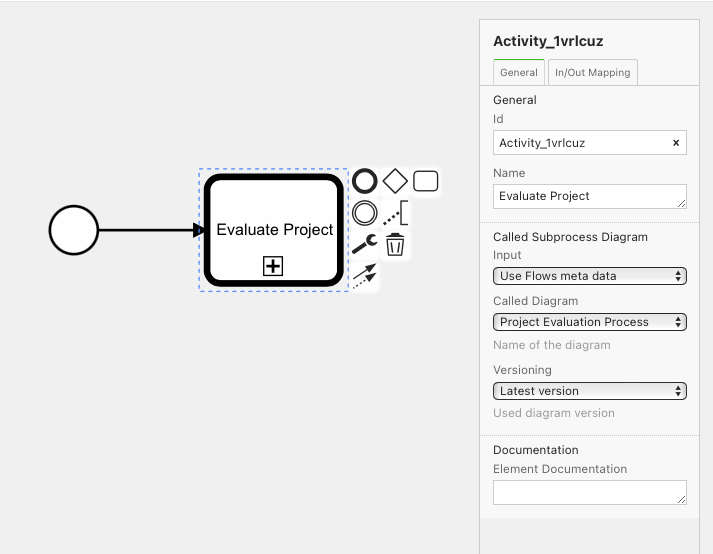 Activity_1vrlcuz
General
In/Out Mapping
General
Id
Activity_1vrlcuz
Name
Evaluate Project
Evaluate Project
Called Subprocess Diagram
Input
Use Flows meta data
Called Diagram
Project Evaluation Process
Name of the diagram
Versioning
Latest version
Used diagram version
Documentation
Element Documentation